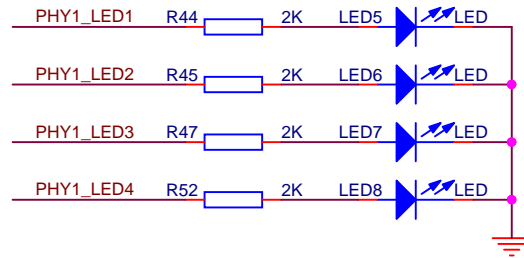 PHY1_LED1 R44 2K LED5 LED
PHY1_LED2 R45 2K LED6 LED
PHY1_LED3 R47 2K LED7 LED
PHY1_LED4 R52 2K LED8 LED